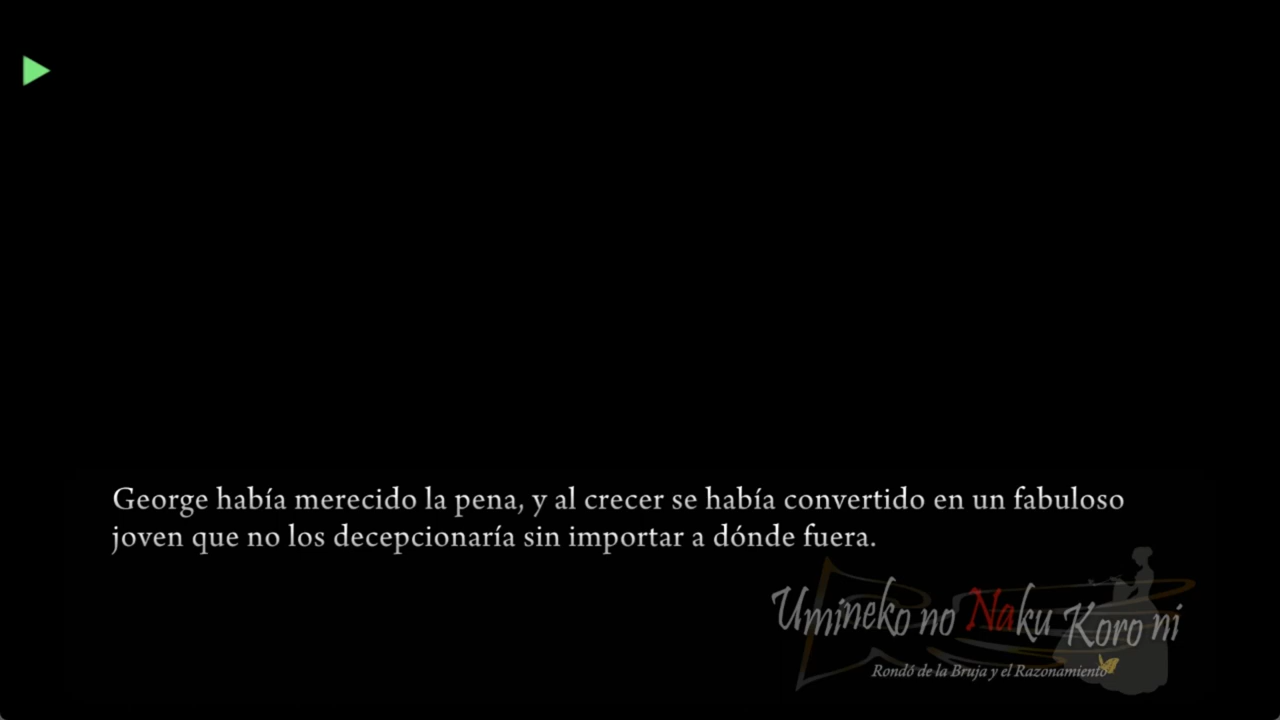 George había merecido la pena, y al crecer se había convertido en un fabuloso
joven que no los decepcionaría sin importar a dónde fuera.
Umineko no Naku Koro ni
Rondó de la Bruja y el Razonamiento